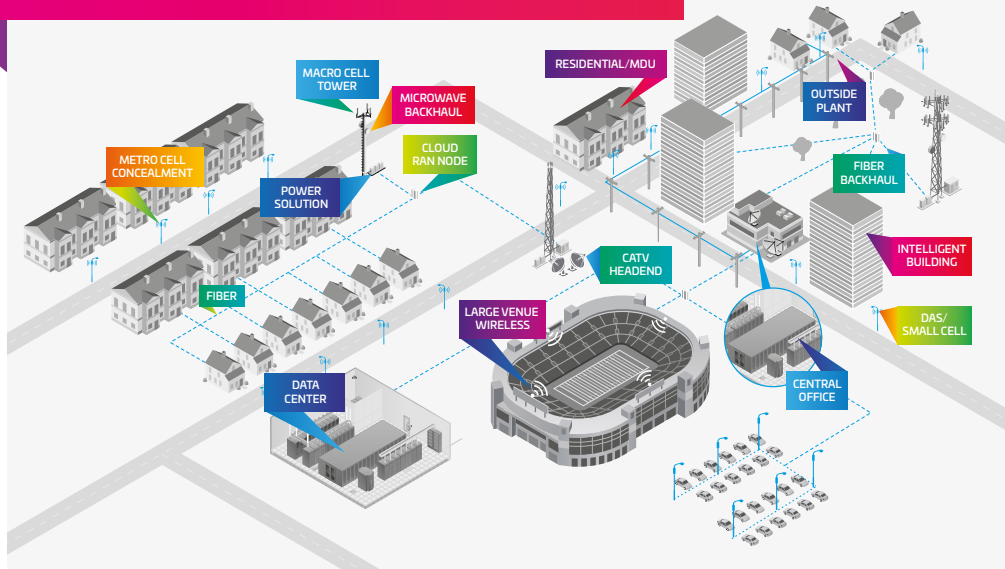 RESIDENTIAL/MDU
MACRO CELL
TOWER
MICROWAVE
BACKHAUL
OUTSIDE
PLANT
CLOUD
RAN NODE
METRO CELL
CONCEALMENT
FIBER
BACKHAUL
POWER
SOLUTION
INTELLIGENT
BUILDING
CATV
HEADEND
FIBER
LARGE VENUE
WIRELESS
DAS/
SMALL CELL
DATA
CENTER
CENTRAL
OFFICE